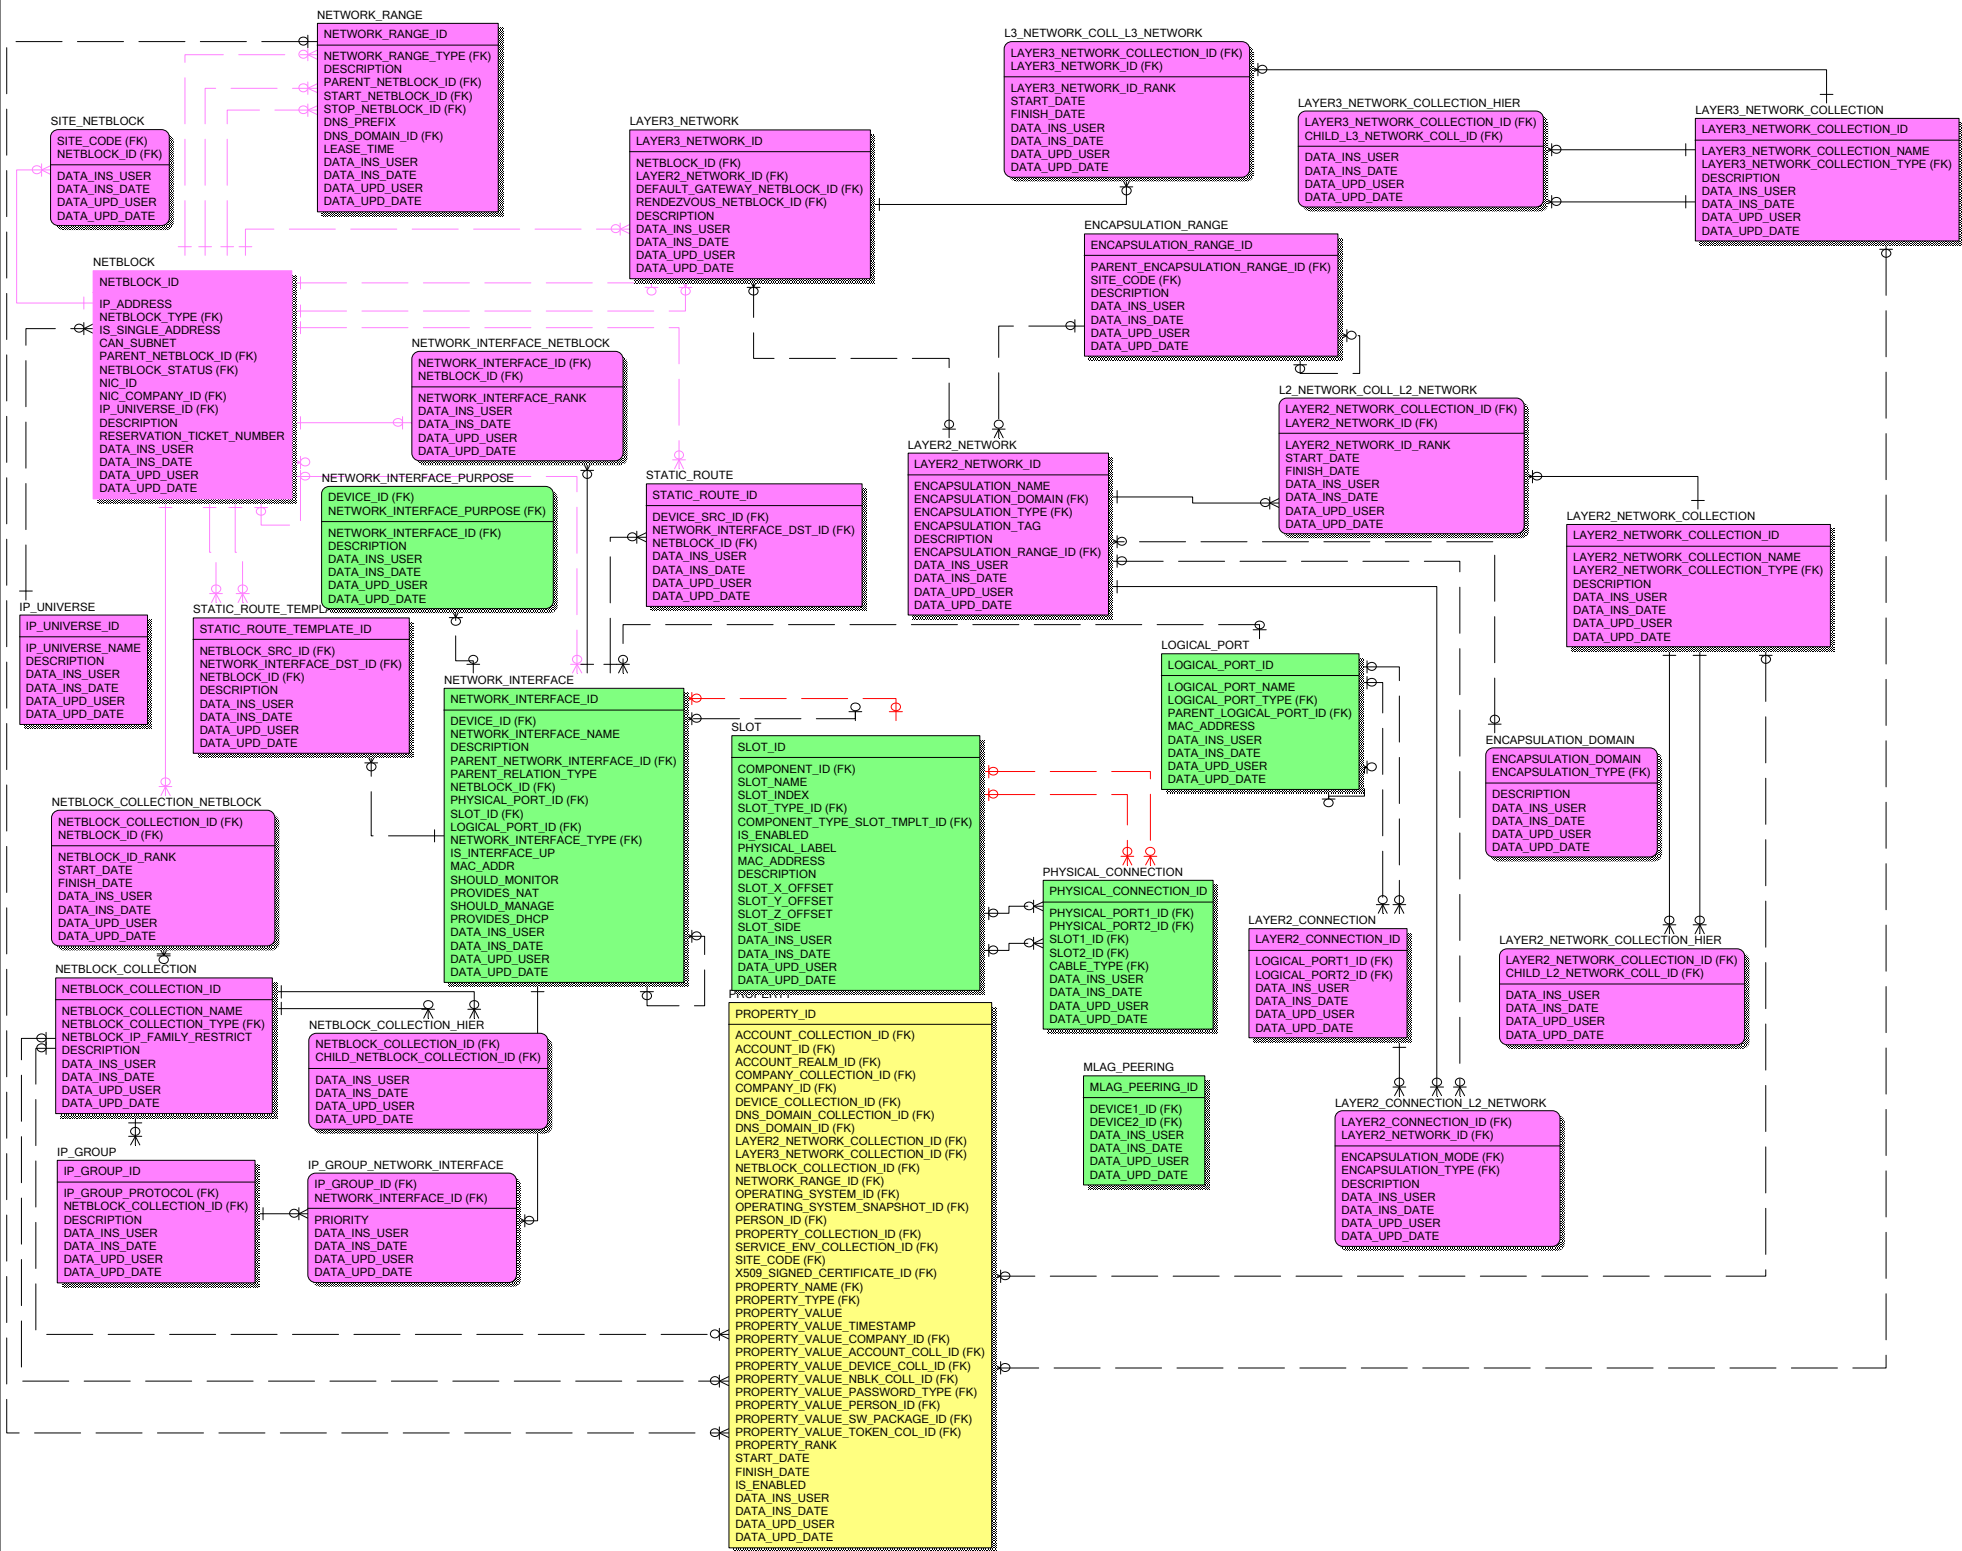 NETWORK_RANGE
NETWORK_RANGE_ID
NETWORK_RANGE_TYPE (FK)
DESCRIPTION
PARENT_NETBLOCK_ID (FK)
START_NETBLOCK_ID (FK)
STOP_NETBLOCK_ID (FK)
DNS_PREFIX
DNS_DOMAIN_ID (FK)
LEASE_TIME
DATA_INS_USER
DATA_INS_DATE
DATA_UPD_USER
DATA_UPD_DATE
L3_NETWORK_COLL_L3_NETWORK
LAYER3_NETWORK_COLLECTION_ID (FK)
LAYER3_NETWORK_ID (FK)
LAYER3_NETWORK_ID_RANK
START_DATE
FINISH_DATE
DATA_INS_USER
DATA_INS_DATE
DATA_UPD_USER
DATA_UPD_DATE
LAYER3_NETWORK_COLLECTION_HIER
LAYER3_NETWORK_COLLECTION_ID (FK)
CHILD_L3_NETWORK_COLL_ID (FK)
DATA_INS_USER
DATA_INS_DATE
DATA_UPD_USER
DATA_UPD_DATE
LAYER3_NETWORK_COLLECTION
LAYER3_NETWORK_COLLECTION_ID
LAYER3_NETWORK_COLLECTION_NAME
LAYER3_NETWORK_COLLECTION_TYPE (FK)
DESCRIPTION
DATA_INS_USER
DATA_INS_DATE
DATA_UPD_USER
DATA_UPD_DATE
SITE_NETBLOCK
SITE_CODE (FK)
NETBLOCK_ID (FK)
DATA_INS_USER
DATA_INS_DATE
DATA_UPD_USER
DATA_UPD_DATE
LAYER3_NETWORK
LAYER3_NETWORK_ID
NETBLOCK_ID (FK)
LAYER2_NETWORK_ID (FK)
DEFAULT_GATEWAY_NETBLOCK_ID (FK)
RENDEZVOUS_NETBLOCK_ID (FK)
DESCRIPTION
DATA_INS_USER
DATA_INS_DATE
DATA_UPD_USER
DATA_UPD_DATE
ENCAPSULATION_RANGE
ENCAPSULATION_RANGE_ID
PARENT_ENCAPSULATION_RANGE_ID (FK)
SITE_CODE (FK)
DESCRIPTION
DATA_INS_USER
DATA_INS_DATE
DATA_UPD_USER
DATA_UPD_DATE
NETBLOCK
NETBLOCK_ID
IP_ADDRESS
NETBLOCK_TYPE (FK)
IS_SINGLE_ADDRESS
CAN_SUBNET
PARENT_NETBLOCK_ID (FK)
NETBLOCK_STATUS (FK)
NIC_ID
NIC_COMPANY_ID (FK)
IP_UNIVERSE_ID (FK)
DESCRIPTION
RESERVATION_TICKET_NUMBER
DATA_INS_USER
DATA_INS_DATE
DATA_UPD_USER
DATA_UPD_DATE
NETWORK_INTERFACE_NETBLOCK
NETWORK_INTERFACE_ID (FK)
NETBLOCK_ID (FK)
NETWORK_INTERFACE_RANK
DATA_INS_USER
DATA_INS_DATE
DATA_UPD_USER
DATA_UPD_DATE
L2_NETWORK_COLL_L2_NETWORK
LAYER2_NETWORK_COLLECTION_ID (FK)
LAYER2_NETWORK_ID (FK)
LAYER2_NETWORK_ID_RANK
START_DATE
FINISH_DATE
DATA_INS_USER
DATA_INS_DATE
DATA_UPD_USER
DATA_UPD_DATE
LAYER2_NETWORK
LAYER2_NETWORK_ID
ENCAPSULATION_NAME
ENCAPSULATION_DOMAIN (FK)
ENCAPSULATION_TYPE (FK)
ENCAPSULATION_TAG
DESCRIPTION
ENCAPSULATION_RANGE_ID (FK)
DATA_INS_USER
DATA_INS_DATE
DATA_UPD_USER
DATA_UPD_DATE
NETWORK_INTERFACE_PURPOSE
DEVICE_ID (FK)
NETWORK_INTERFACE_PURPOSE (FK)
NETWORK_INTERFACE_ID (FK)
DESCRIPTION
DATA_INS_USER
DATA_INS_DATE
DATA_UPD_USER
DATA_UPD_DATE
STATIC_ROUTE
STATIC_ROUTE_ID
DEVICE_SRC_ID (FK)
NETWORK_INTERFACE_DST_ID (FK)
NETBLOCK_ID (FK)
DATA_INS_USER
DATA_INS_DATE
DATA_UPD_USER
DATA_UPD_DATE
LAYER2_NETWORK_COLLECTION
LAYER2_NETWORK_COLLECTION_ID
LAYER2_NETWORK_COLLECTION_NAME
LAYER2_NETWORK_COLLECTION_TYPE (FK)
DESCRIPTION
DATA_INS_USER
DATA_INS_DATE
DATA_UPD_USER
DATA_UPD_DATE
IP_UNIVERSE
IP_UNIVERSE_ID
IP_UNIVERSE_NAME
DESCRIPTION
DATA_INS_USER
DATA_INS_DATE
DATA_UPD_USER
DATA_UPD_DATE
STATIC_ROUTE_TEMPL
STATIC_ROUTE_TEMPLATE_ID
NETBLOCK_SRC_ID (FK)
NETWORK_INTERFACE_DST_ID (FK)
NETBLOCK_ID (FK)
DESCRIPTION
DATA_INS_USER
DATA_INS_DATE
DATA_UPD_USER
DATA_UPD_DATE
LOGICAL_PORT
LOGICAL_PORT_ID
LOGICAL_PORT_NAME
LOGICAL_PORT_TYPE (FK)
PARENT_LOGICAL_PORT_ID (FK)
MAC_ADDRESS
DATA_INS_USER
DATA_INS_DATE
DATA_UPD_USER
DATA_UPD_DATE
NETWORK_INTERFACE
NETWORK_INTERFACE_ID
DEVICE_ID (FK)
NETWORK_INTERFACE_NAME
DESCRIPTION
PARENT_NETWORK_INTERFACE_ID (FK)
PARENT_RELATION_TYPE
NETBLOCK_ID (FK)
PHYSICAL_PORT_ID (FK)
SLOT_ID (FK)
LOGICAL_PORT_ID (FK)
NETWORK_INTERFACE_TYPE (FK)
IS_INTERFACE_UP
MAC_ADDR
SHOULD_MONITOR
PROVIDES_NAT
SHOULD_MANAGE
PROVIDES_DHCP
DATA_INS_USER
DATA_INS_DATE
DATA_UPD_USER
DATA_UPD_DATE
SLOT
SLOT_ID
COMPONENT_ID (FK)
SLOT_NAME
SLOT_INDEX
SLOT_TYPE_ID (FK)
COMPONENT_TYPE_SLOT_TMPLT_ID (FK)
IS_ENABLED
PHYSICAL_LABEL
MAC_ADDRESS
DESCRIPTION
SLOT_X_OFFSET
SLOT_Y_OFFSET
SLOT_Z_OFFSET
SLOT_SIDE
DATA_INS_USER
DATA_INS_DATE
DATA_UPD_USER
DATA_UPD_DATE
ENCAPSULATION_DOMAIN
ENCAPSULATION_DOMAIN
ENCAPSULATION_TYPE (FK)
DESCRIPTION
DATA_INS_USER
DATA_INS_DATE
DATA_UPD_USER
DATA_UPD_DATE
NETBLOCK_COLLECTION_NETBLOCK
NETBLOCK_COLLECTION_ID (FK)
NETBLOCK_ID (FK)
NETBLOCK_ID_RANK
START_DATE
FINISH_DATE
DATA_INS_USER
DATA_INS_DATE
DATA_UPD_USER
DATA_UPD_DATE
PHYSICAL_CONNECTION
PHYSICAL_CONNECTION_ID
PHYSICAL_PORT1_ID (FK)
PHYSICAL_PORT2_ID (FK)
SLOT1_ID (FK)
SLOT2_ID (FK)
CABLE_TYPE (FK)
DATA_INS_USER
DATA_INS_DATE
DATA_UPD_USER
DATA_UPD_DATE
LAYER2_CONNECTION
LAYER2_CONNECTION_ID
LOGICAL_PORT1_ID (FK)
LOGICAL_PORT2_ID (FK)
DATA_INS_USER
DATA_INS_DATE
DATA_UPD_USER
DATA_UPD_DATE
LAYER2_NETWORK_COLLECTION_HIER
LAYER2_NETWORK_COLLECTION_ID (FK)
CHILD_L2_NETWORK_COLL_ID (FK)
DATA_INS_USER
DATA_INS_DATE
DATA_UPD_USER
DATA_UPD_DATE
NETBLOCK_COLLECTION
NETBLOCK_COLLECTION_ID
NETBLOCK_COLLECTION_NAME
NETBLOCK_COLLECTION_TYPE (FK)
NETBLOCK_IP_FAMILY_RESTRICT
DESCRIPTION
DATA_INS_USER
DATA_INS_DATE
DATA_UPD_USER
DATA_UPD_DATE
NETBLOCK_COLLECTION_HIER
NETBLOCK_COLLECTION_ID (FK)
CHILD_NETBLOCK_COLLECTION_ID (FK)
DATA_INS_USER
DATA_INS_DATE
DATA_UPD_USER
DATA_UPD_DATE
PROPERTY
PROPERTY_ID
ACCOUNT_COLLECTION_ID (FK)
ACCOUNT_ID (FK)
ACCOUNT_REALM_ID (FK)
COMPANY_COLLECTION_ID (FK)
COMPANY_ID (FK)
DEVICE_COLLECTION_ID (FK)
DNS_DOMAIN_COLLECTION_ID (FK)
DNS_DOMAIN_ID (FK)
LAYER2_NETWORK_COLLECTION_ID (FK)
LAYER3_NETWORK_COLLECTION_ID (FK)
NETBLOCK_COLLECTION_ID (FK)
NETWORK_RANGE_ID (FK)
OPERATING_SYSTEM_ID (FK)
OPERATING_SYSTEM_SNAPSHOT_ID (FK)
PERSON_ID (FK)
PROPERTY_COLLECTION_ID (FK)
SERVICE_ENV_COLLECTION_ID (FK)
SITE_CODE (FK)
X509_SIGNED_CERTIFICATE_ID (FK)
PROPERTY_NAME (FK)
PROPERTY_TYPE (FK)
PROPERTY_VALUE
PROPERTY_VALUE_TIMESTAMP
PROPERTY_VALUE_COMPANY_ID (FK)
PROPERTY_VALUE_ACCOUNT_COLL_ID (FK)
PROPERTY_VALUE_DEVICE_COLL_ID (FK)
PROPERTY_VALUE_NBLK_COLL_ID (FK)
PROPERTY_VALUE_PASSWORD_TYPE (FK)
PROPERTY_VALUE_PERSON_ID (FK)
PROPERTY_VALUE_SW_PACKAGE_ID (FK)
PROPERTY_VALUE_TOKEN_COL_ID (FK)
PROPERTY_RANK
START_DATE
FINISH_DATE
IS_ENABLED
DATA_INS_USER
DATA_INS_DATE
DATA_UPD_USER
DATA_UPD_DATE
MLAG_PEERING
MLAG_PEERING_ID
DEVICE1_ID (FK)
DEVICE2_ID (FK)
DATA_INS_USER
DATA_INS_DATE
DATA_UPD_USER
DATA_UPD_DATE
LAYER2_CONNECTION_L2_NETWORK
LAYER2_CONNECTION_ID (FK)
LAYER2_NETWORK_ID (FK)
ENCAPSULATION_MODE (FK)
ENCAPSULATION_TYPE (FK)
DESCRIPTION
DATA_INS_USER
DATA_INS_DATE
DATA_UPD_USER
DATA_UPD_DATE
IP_GROUP
IP_GROUP_ID
IP_GROUP_PROTOCOL (FK)
NETBLOCK_COLLECTION_ID (FK)
DESCRIPTION
DATA_INS_USER
DATA_INS_DATE
DATA_UPD_USER
DATA_UPD_DATE
IP_GROUP_NETWORK_INTERFACE
IP_GROUP_ID (FK)
NETWORK_INTERFACE_ID (FK)
PRIORITY
DATA_INS_USER
DATA_INS_DATE
DATA_UPD_USER
DATA_UPD_DATE